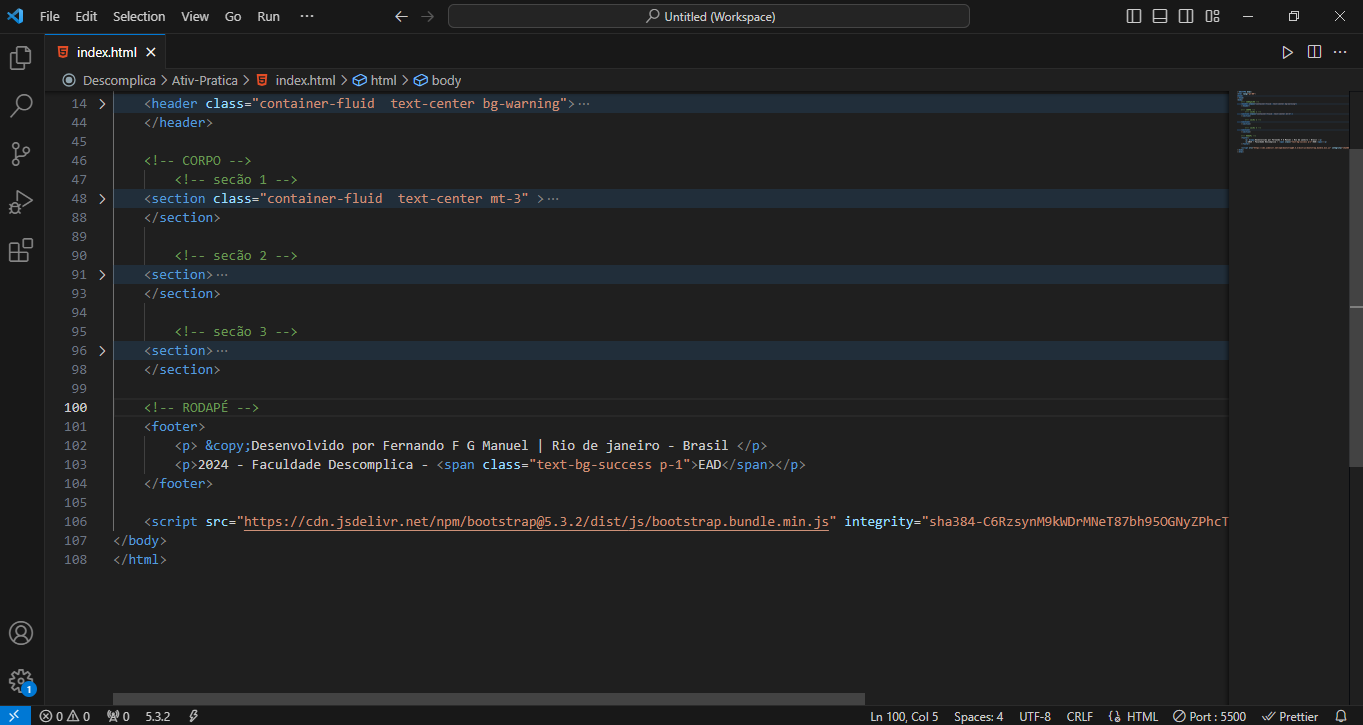 File Edit Selection View Go Run ··· Untitled (Workspace)
index.html
Descomplica > Ativ-Pratica > index.html > html > body
14 <header class="container-fluid  text-center bg-warning">···
44 </header>
45
46 <!-- CORPO -->
47 <!-- secão 1 -->
48 <section class="container-fluid  text-center mt-3" >···
88 </section>
89
90 <!-- secão 2 -->
91 <section>···
93 </section>
94
95 <!-- secão 3 -->
96 <section>···
98 </section>
99
100 <!-- RODAPÉ -->
101 <footer>
102 <p> &copy;Desenvolvido por Fernando F G Manuel | Rio de janeiro - Brasil </p>
103 <p>2024 - Faculdade Descomplica - <span class="text-bg-success p-1">EAD</span></p>
104 </footer>
105
106 <script src="https://cdn.jsdelivr.net/npm/bootstrap@5.3.2/dist/js/bootstrap.bundle.min.js" integrity="sha384-C6RzsynM9kWDrMNeT87bh95OGNyZPhcT
107 </body>
108 </html>
1
0 0 0 5.3.2 Ln 100, Col 5 Spaces: 4 UTF-8 CRLF HTML Port : 5500 Prettier